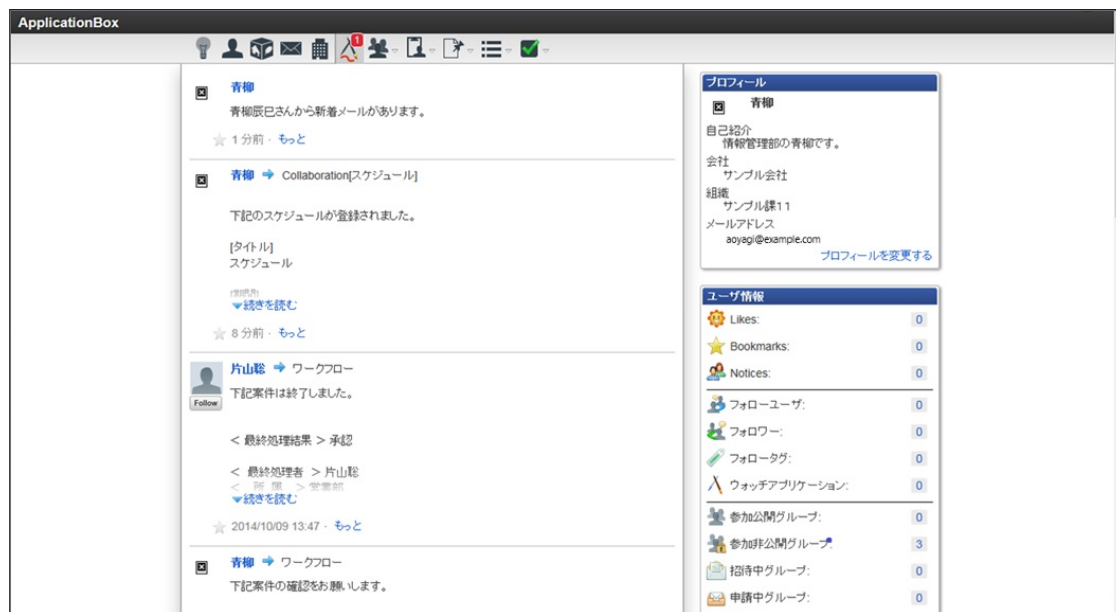 ApplicationBox
1
青柳
青柳辰巳さんから新着メールがあります。
1 分前 · もっと
青柳 Collaboration[スケジュール]
下記のスケジュールが登録されました。
[タイトル]
スケジュール
続きを読む
8 分前 · もっと
片山聡 ワークフロー
Follow
下記案件は終了しました。
< 最終処理結果 > 承認
< 最終処理者 > 片山聡
< 所 属 > 営業部
続きを読む
2014/10/09 13:47 · もっと
青柳 ワークフロー
下記案件の確認をお願いします。
プロフィール
青柳
自己紹介
情報管理部の青柳です。
会社
サンプル会社
組織
サンプル課11
メールアドレス
aoyagi@example.com
プロフィールを変更する
ユーザ情報
Likes: 0
Bookmarks: 0
Notices: 0
フォローユーザ: 0
フォロワー: 0
フォロータグ: 0
ウォッチアプリケーション: 0
参加公開グループ: 0
参加非公開グループ: 3
招待中グループ: 0
申請中グループ: 0